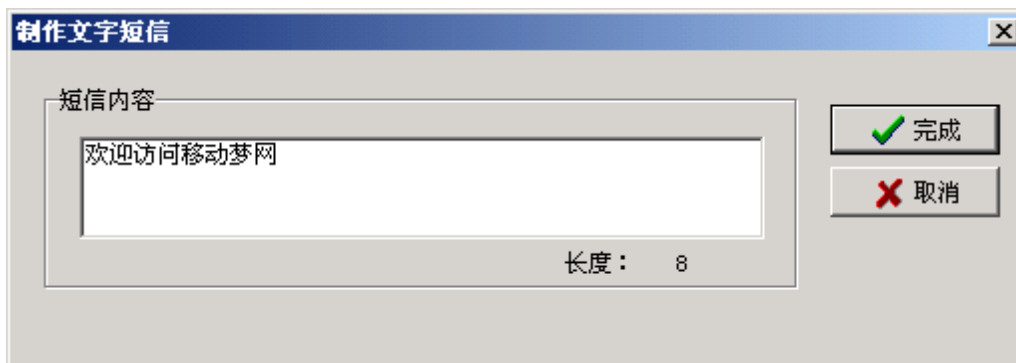 制作文字短信
短信内容
欢迎访问移动梦网
长度： 8
完成
取消